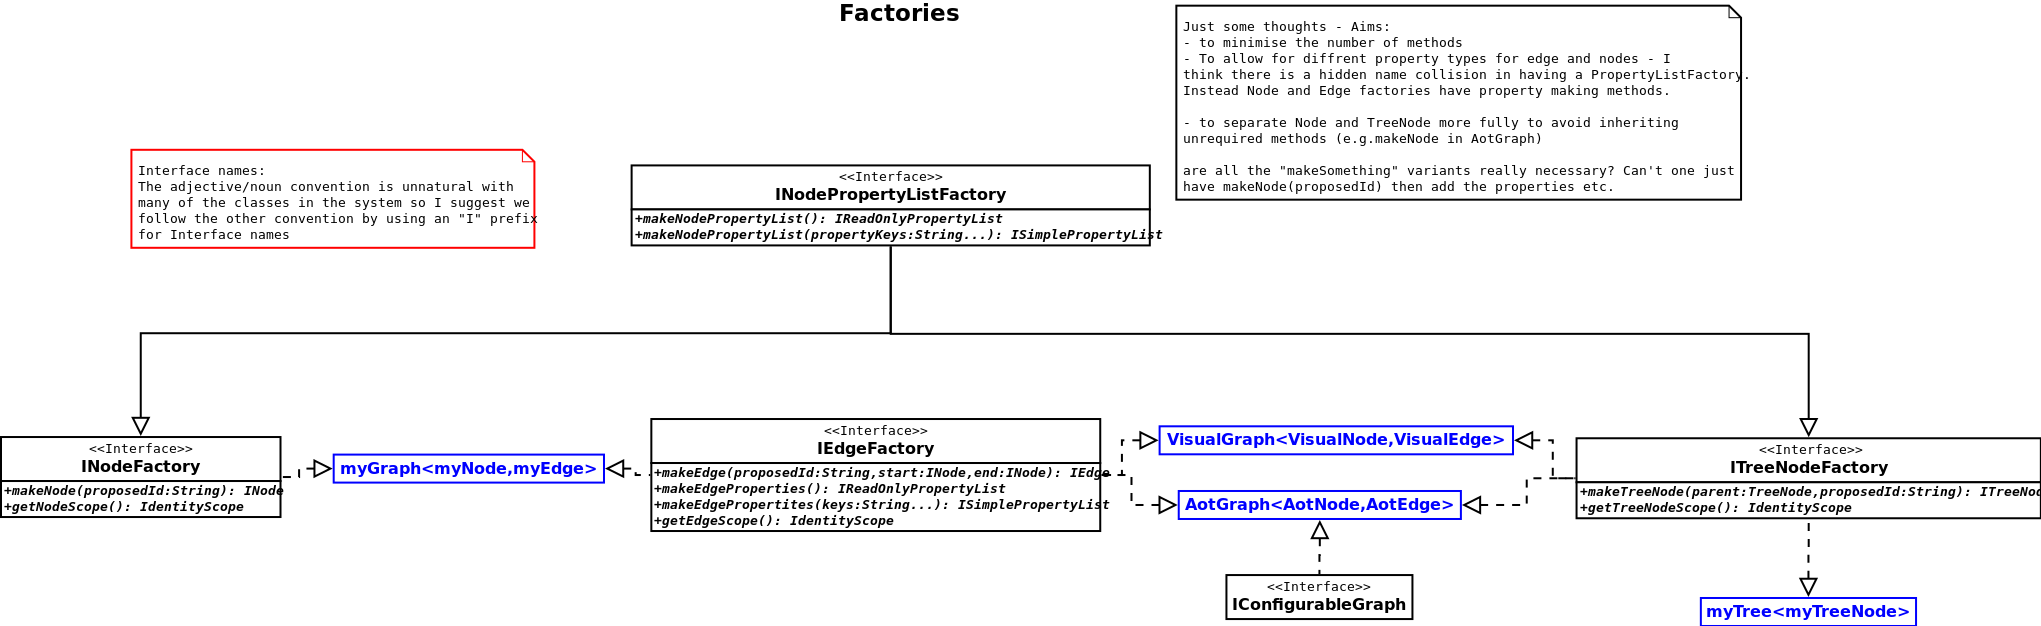 Factories
Just some thoughts - Aims:
- to minimise the number of methods
- To allow for diffrent property types for edge and nodes - I
think there is a hidden name collision in having a PropertyListFactory.
Instead Node and Edge factories have property making methods.
- to separate Node and TreeNode more fully to avoid inheriting
unrequired methods (e.g.makeNode in AotGraph)
are all the "makeSomething" variants really necessary? Can't one just
have makeNode(proposedId) then add the properties etc.
Interface names:
The adjective/noun convention is unnatural with
many of the classes in the system so I suggest we
follow the other convention by using an "I" prefix
for Interface names
<<Interface>>
INodePropertyListFactory
+makeNodePropertyList(): IReadOnlyPropertyList
+makeNodePropertyList(propertyKeys:String...): ISimplePropertyList
<<Interface>>
INodeFactory
+makeNode(proposedId:String): INode
+getNodeScope(): IdentityScope
myGraph<myNode,myEdge>
<<Interface>>
IEdgeFactory
+makeEdge(proposedId:String,start:INode,end:INode): IEdge
+makeEdgeProperties(): IReadOnlyPropertyList
+makeEdgePropertites(keys:String...): ISimplePropertyList
+getEdgeScope(): IdentityScope
VisualGraph<VisualNode,VisualEdge>
AotGraph<AotNode,AotEdge>
<<Interface>>
IConfigurableGraph
<<Interface>>
ITreeNodeFactory
+makeTreeNode(parent:TreeNode,proposedId:String): ITreeNod
+getTreeNodeScope(): IdentityScope
myTree<myTreeNode>